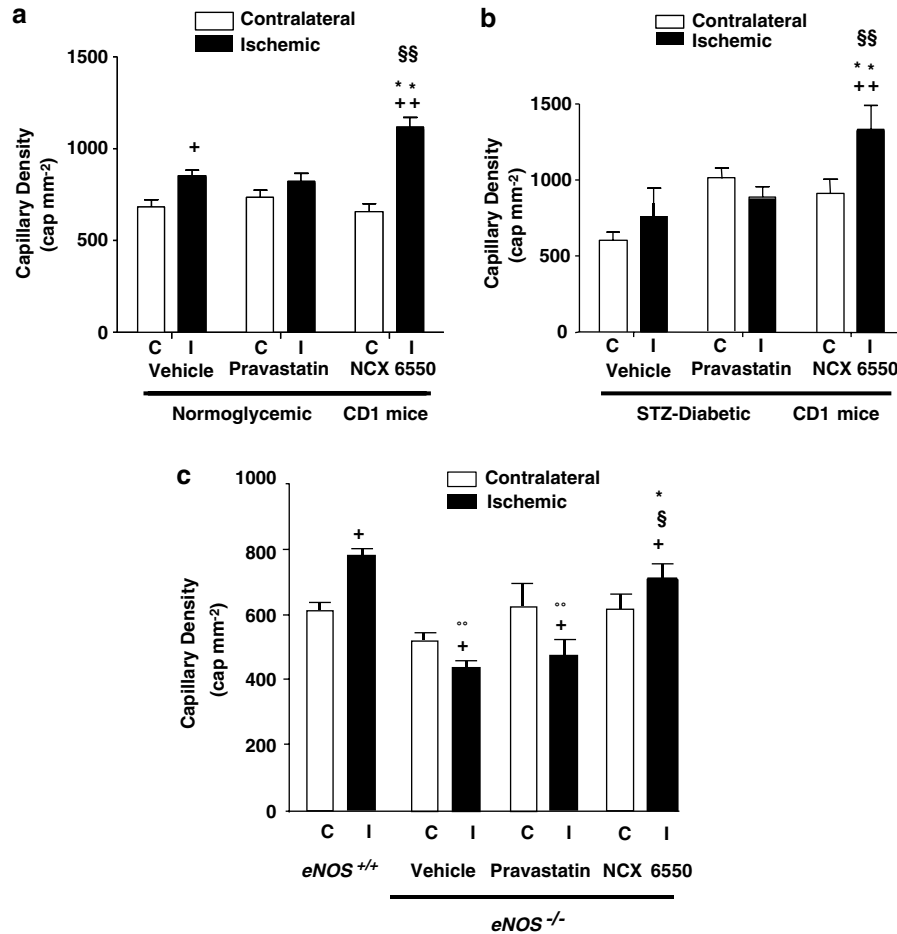 a
Contralateral
Ischemic
Capillary Density
(cap mm-2)
1500
1000
500
0
+
§§
* *
++
C I C I C I
Vehicle Pravastatin NCX 6550
Normoglycemic CD1 mice
b
Contralateral
Ischemic
Capillary Density
(cap mm-2)
1500
1000
500
0
§§
* *
++
C I C I C I
Vehicle Pravastatin NCX 6550
STZ-Diabetic CD1 mice
c
Contralateral
Ischemic
Capillary Density
(cap mm-2)
1000
800
600
400
200
0
+
°°
+
°°
+
*
§
+
C I C I C I C I
eNOS +/+ Vehicle Pravastatin NCX 6550
eNOS -/-